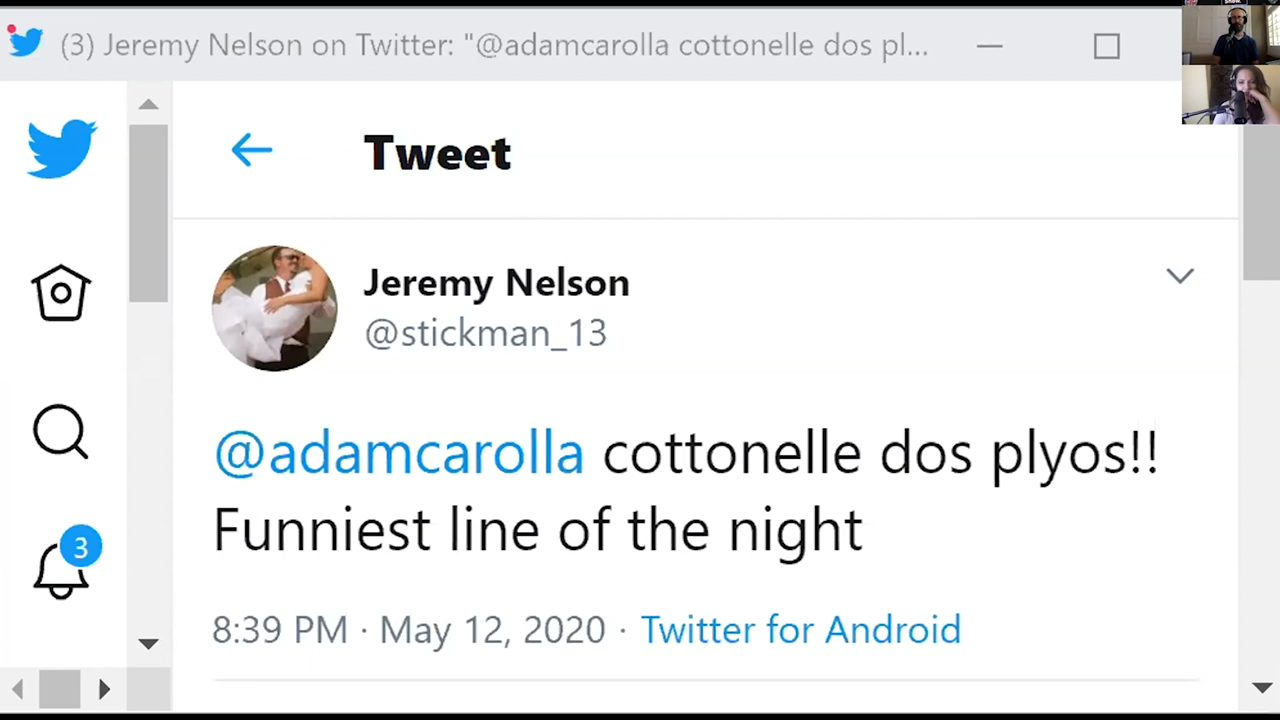 (3) Jeremy Nelson on Twitter: "@adamcarolla cottonelle dos pl...
Tweet
Jeremy Nelson
@stickman_13
@adamcarolla cottonelle dos plyos!!
Funniest line of the night
3
8:39 PM · May 12, 2020 · Twitter for Android